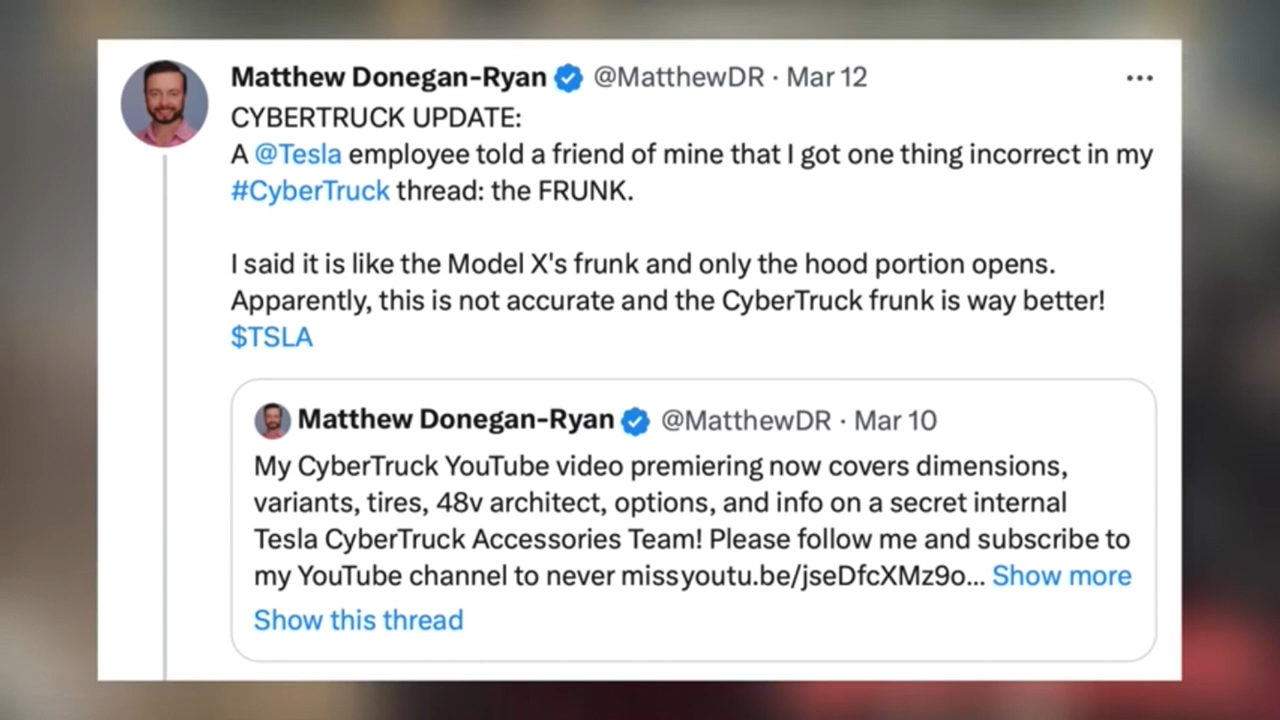 Matthew Donegan-Ryan @MatthewDR · Mar 12
CYBERTRUCK UPDATE:
A @Tesla employee told a friend of mine that I got one thing incorrect in my
#CyberTruck thread: the FRUNK.
I said it is like the Model X's frunk and only the hood portion opens.
Apparently, this is not accurate and the CyberTruck frunk is way better!
$TSLA
Matthew Donegan-Ryan @MatthewDR · Mar 10
My CyberTruck YouTube video premiering now covers dimensions,
variants, tires, 48v architect, options, and info on a secret internal
Tesla CyberTruck Accessories Team! Please follow me and subscribe to
my YouTube channel to never missyoutu.be/jseDfcXMz9o... Show more
Show this thread